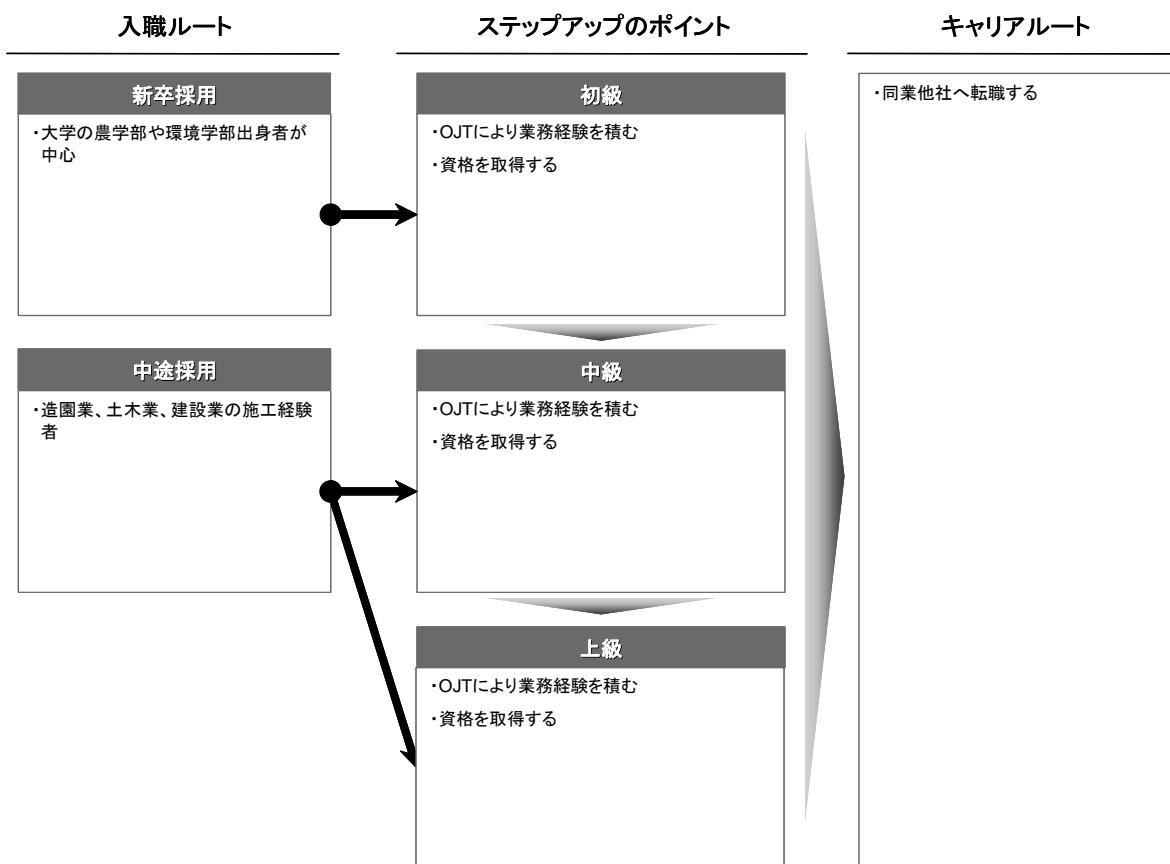 入職ルート
ステップアップのポイント
キャリアルート
新卒採用
・大学の農学部や環境学部出身者が
中心
初級
・OJTにより業務経験を積む
・資格を取得する
・同業他社へ転職する
中途採用
・造園業、土木業、建設業の施工経験
者
中級
・OJTにより業務経験を積む
・資格を取得する
上級
・OJTにより業務経験を積む
・資格を取得する